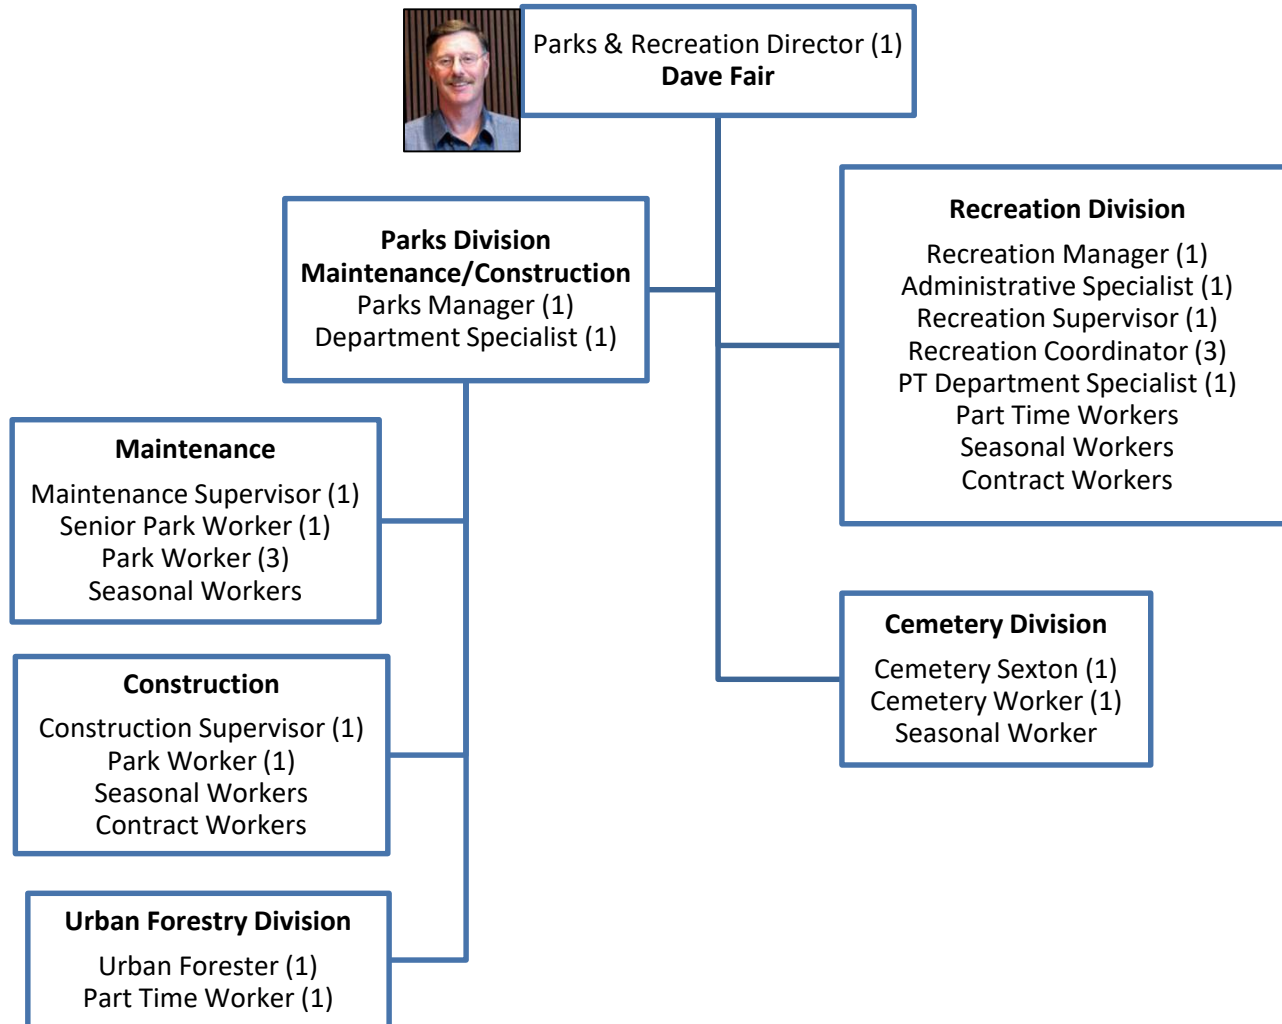 Parks & Recreation Director (1)
Dave Fair
Parks Division
Maintenance/Construction
Parks Manager (1)
Department Specialist (1)
Recreation Division
Recreation Manager (1)
Administrative Specialist (1)
Recreation Supervisor (1)
Recreation Coordinator (3)
PT Department Specialist (1)
Part Time Workers
Seasonal Workers
Contract Workers
Maintenance
Maintenance Supervisor (1)
Senior Park Worker (1)
Park Worker (3)
Seasonal Workers
Cemetery Division
Cemetery Sexton (1)
Cemetery Worker (1)
Seasonal Worker
Construction
Construction Supervisor (1)
Park Worker (1)
Seasonal Workers
Contract Workers
Urban Forestry Division
Urban Forester (1)
Part Time Worker (1)